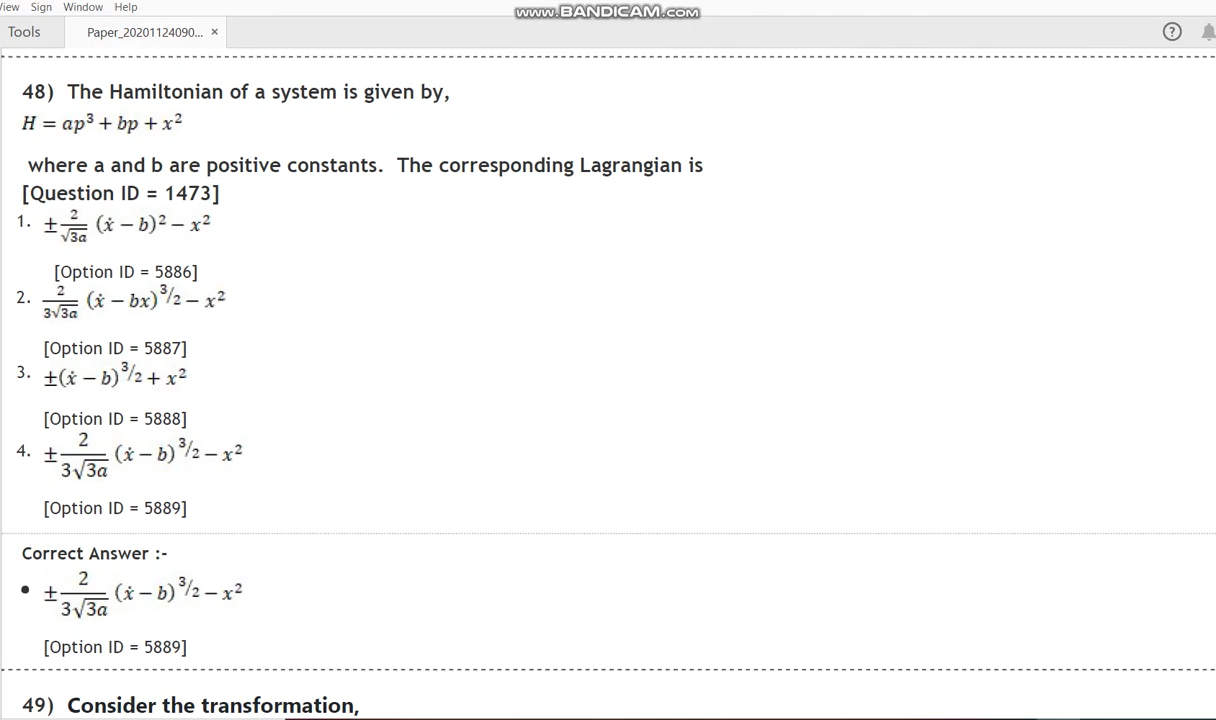 View Sign Window Help
www.BANDICAM.com
Tools Paper_20201124090... ×
48) The Hamiltonian of a system is given by,
H = ap³ + bp + x²
where a and b are positive constants. The corresponding Lagrangian is
[Question ID = 1473]
1. ± 2/√3a (ẋ − b)² − x²
[Option ID = 5886]
2. 2/3√3a (ẋ − bx)^3/2 − x²
[Option ID = 5887]
3. ±(ẋ − b)^3/2 + x²
[Option ID = 5888]
4. ± 2/3√3a (ẋ − b)^3/2 − x²
[Option ID = 5889]
Correct Answer :-
• ± 2/3√3a (ẋ − b)^3/2 − x²
[Option ID = 5889]
49) Consider the transformation,